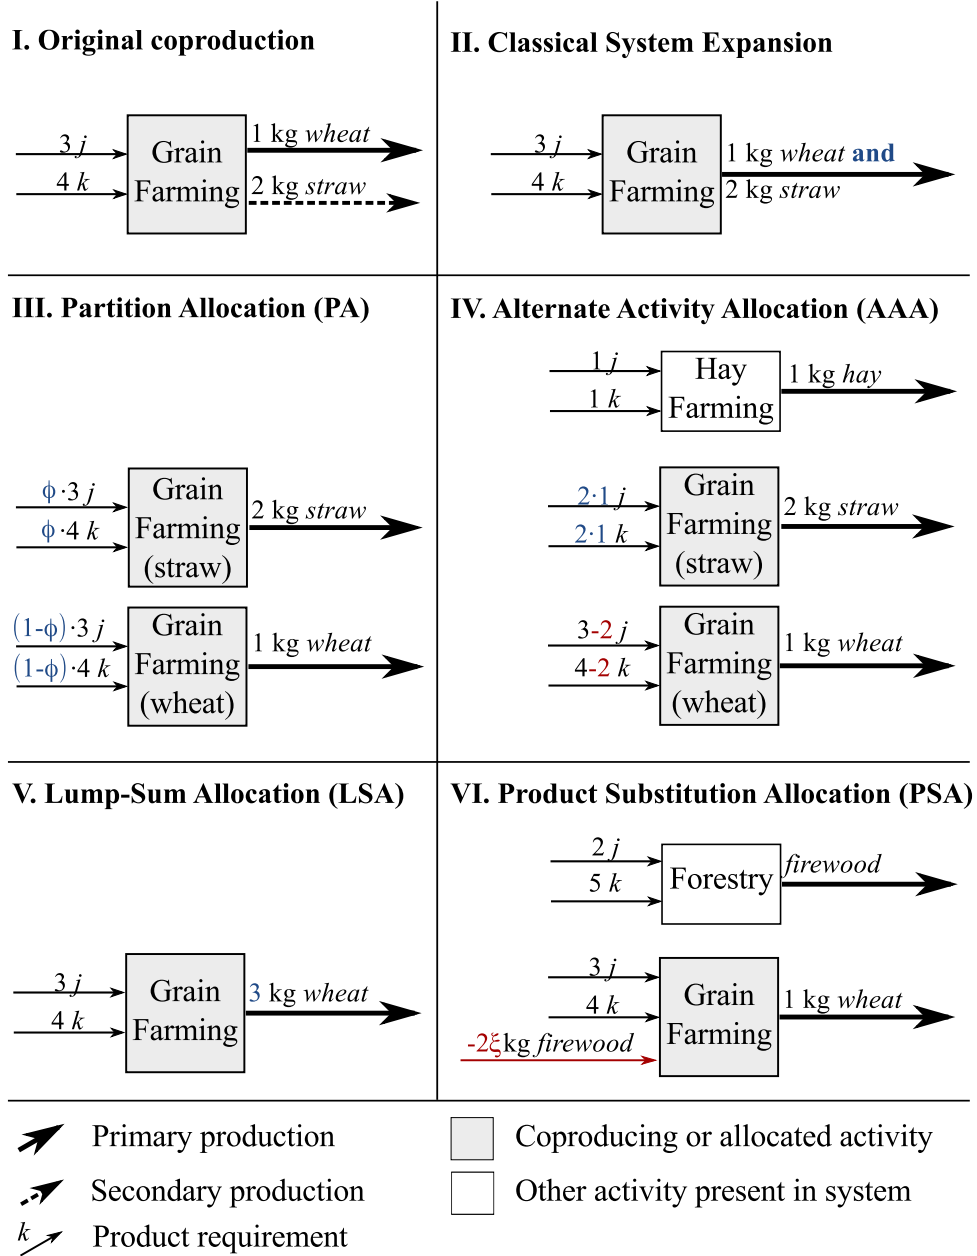 I. Original coproduction
3 j
4 k
Grain
Farming
1 kg wheat
2 kg straw
II. Classical System Expansion
3 j
4 k
Grain
Farming
1 kg wheat and
2 kg straw
III. Partition Allocation (PA)
ϕ·3 j
ϕ·4 k
Grain
Farming
(straw)
2 kg straw
(1-ϕ)·3 j
(1-ϕ)·4 k
Grain
Farming
(wheat)
1 kg wheat
IV. Alternate Activity Allocation (AAA)
1 j
1 k
Hay
Farming
1 kg hay
2·1 j
2·1 k
Grain
Farming
(straw)
2 kg straw
3-2 j
4-2 k
Grain
Farming
(wheat)
1 kg wheat
V. Lump-Sum Allocation (LSA)
3 j
4 k
Grain
Farming
3 kg wheat
VI. Product Substitution Allocation (PSA)
2 j
5 k
Forestry
firewood
3 j
4 k
-2ξkg firewood
Grain
Farming
1 kg wheat
Primary production
Secondary production
k
Product requirement
Coproducing or allocated activity
Other activity present in system